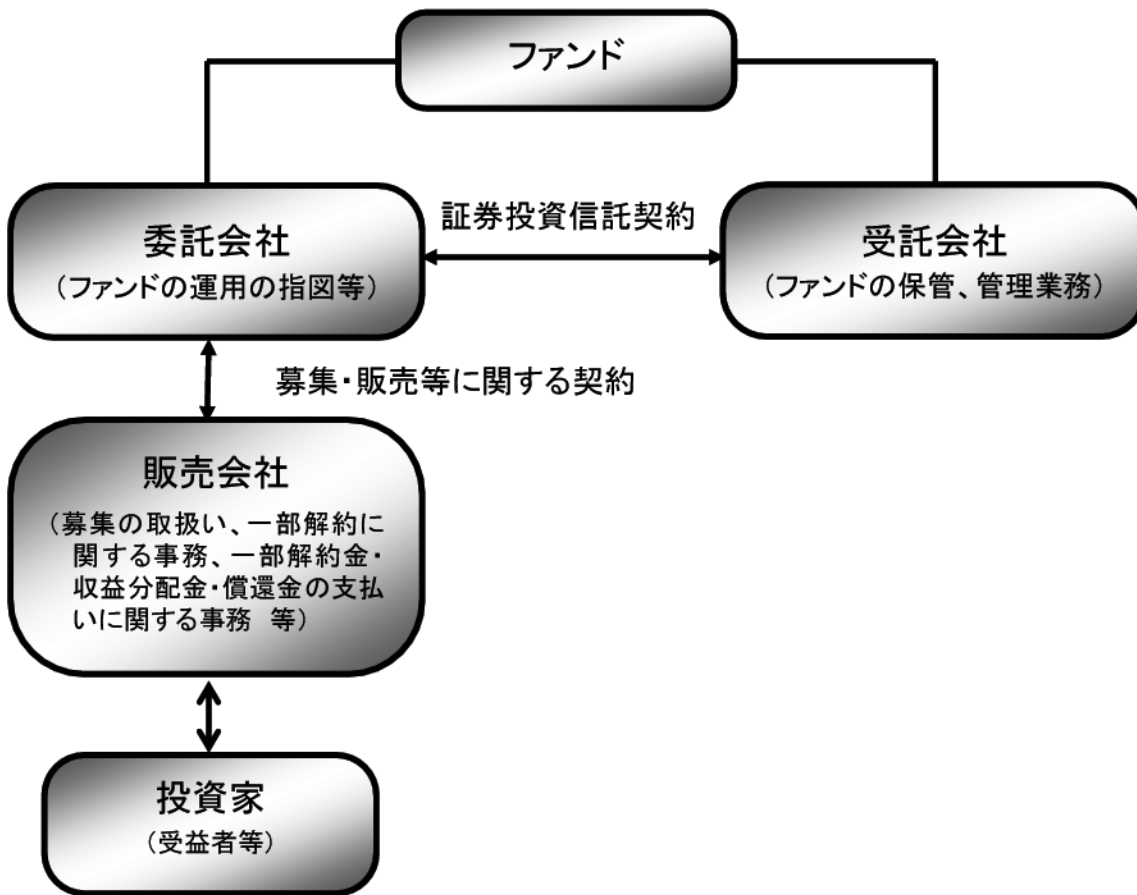 ファンド
委託会社
（ファンドの運用の指図等）
証券投資信託契約
受託会社
（ファンドの保管、管理業務）
募集・販売等に関する契約
販売会社
（募集の取扱い、一部解約に
関する事務、一部解約金・
収益分配金・償還金の支払
いに関する事務　等）
投資家
（受益者等）